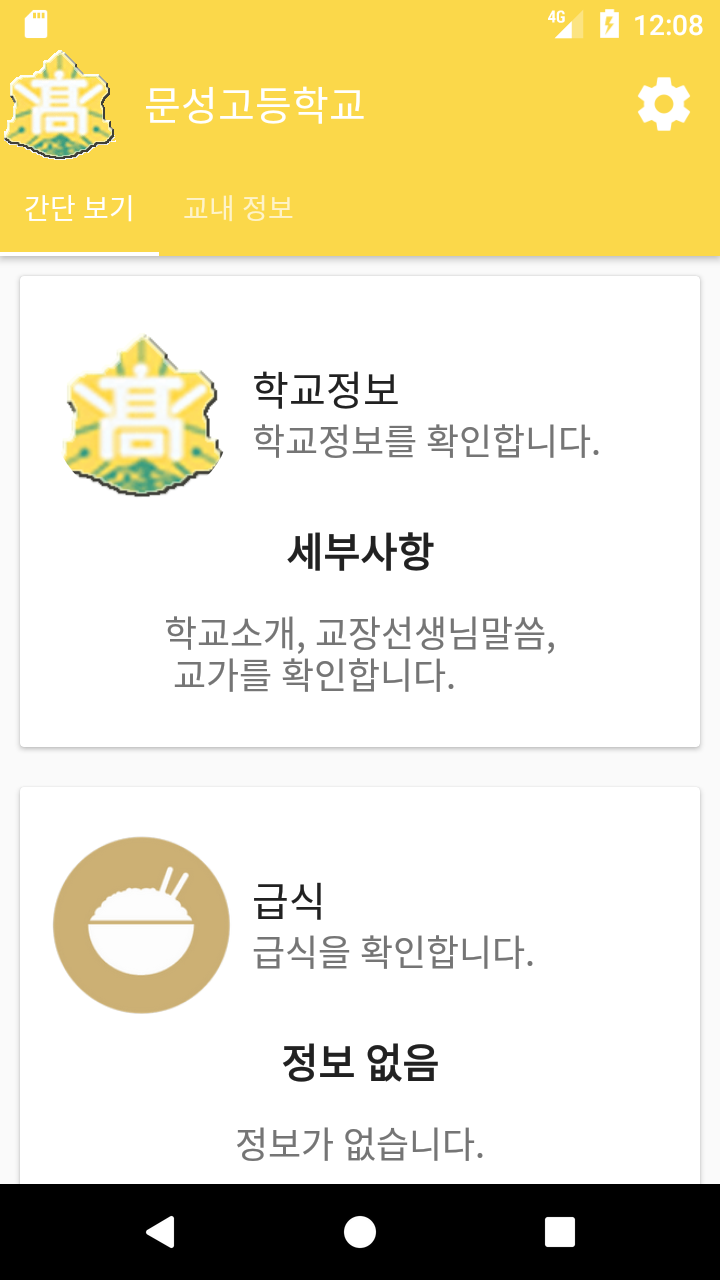 4G 12:08
高 문성고등학교
간단 보기 교내 정보
高
학교정보
학교정보를 확인합니다.
세부사항
학교소개, 교장선생님말씀,
교가를 확인합니다.
급식
급식을 확인합니다.
정보 없음
정보가 없습니다.